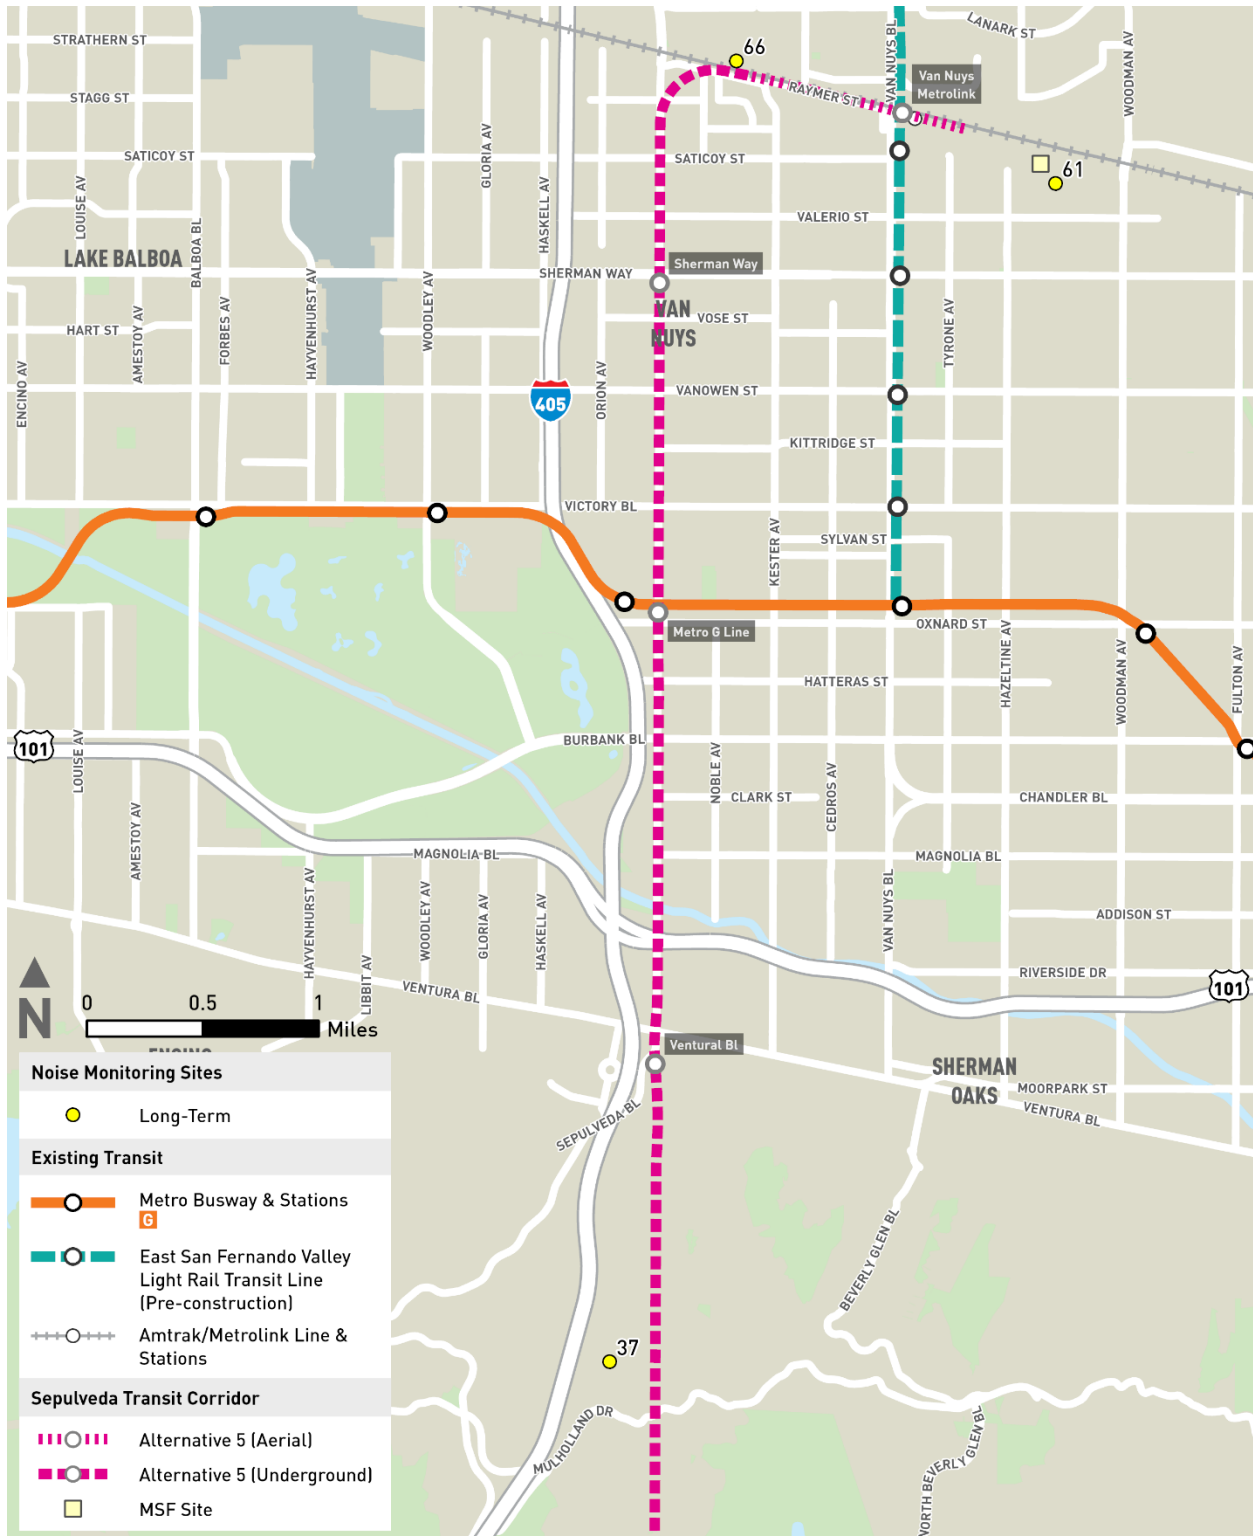 STRATHERN ST
STAGG ST
SATICOY ST
LOUISE AV
BALBOA BL
LAKE BALBOA
HART ST
AMESTOY AV
FORBES AV
HAYVENHURST AV
ENCINO AV
WOODLEY AV
GLORIA AV
HASKELL AV
SHERMAN WAY
405
ORION AV
66
RAYMER ST
VAN NUYS BL
LANARK ST
WOODMAN AV
Van Nuys
Metrolink
61
SATICOY ST
VALERIO ST
Sherman Way
VAN
NUYS
VOSE ST
TYRONE AV
VANOWEN ST
KITTRIDGE ST
VICTORY BL
SYLVAN ST
KESTER AV
OXNARD ST
Metro G Line
HATTERAS ST
HAZELTINE AV
WOODMAN AV
FULTON AV
BURBANK BL
101
LOUISE AV
NOBLE AV
CLARK ST
CEDROS AV
CHANDLER BL
AMESTOY AV
MAGNOLIA BL
MAGNOLIA BL
HAYVENHURST AV
LIBBIT AV
WOODLEY AV
GLORIA AV
HASKELL AV
VAN NUYS BL
ADDISON ST
RIVERSIDE DR
101
VENTURA BL
N
0 0.5 1
Miles
Ventural Bl
SHERMAN
OAKS
MOORPARK ST
VENTURA BL
SEPULVEDA BL
BEVERLY GLEN BL
37
MULHOLLAND DR
NORTH BEVERLY GLEN BL
ENCINO
Noise Monitoring Sites
Long-Term
Existing Transit
Metro Busway & Stations
G
East San Fernando Valley
Light Rail Transit Line
(Pre-construction)
Amtrak/Metrolink Line &
Stations
Sepulveda Transit Corridor
Alternative 5 (Aerial)
Alternative 5 (Underground)
MSF Site